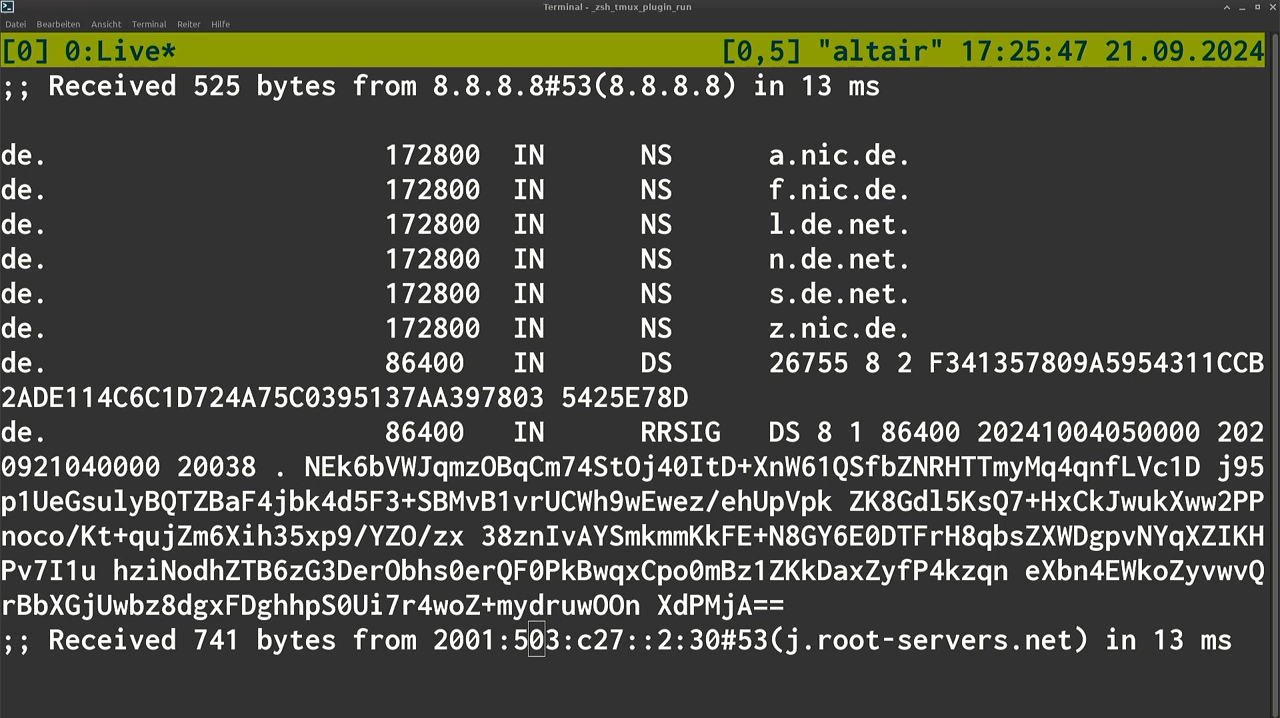 Terminal - _zsh_tmux_plugin_run
Datei Bearbeiten Ansicht Terminal Reiter Hilfe
[0] 0:Live* [0,5] "altair" 17:25:47 21.09.2024
;; Received 525 bytes from 8.8.8.8#53(8.8.8.8) in 13 ms
de. 172800 IN NS a.nic.de.
de. 172800 IN NS f.nic.de.
de. 172800 IN NS l.de.net.
de. 172800 IN NS n.de.net.
de. 172800 IN NS s.de.net.
de. 172800 IN NS z.nic.de.
de. 86400 IN DS 26755 8 2 F341357809A5954311CCB
2ADE114C6C1D724A75C0395137AA397803 5425E78D
de. 86400 IN RRSIG DS 8 1 86400 20241004050000 202
0921040000 20038 . NEk6bVWJqmzOBqCm74StOj40ItD+XnW61QSfbZNRHTTmyMq4qnfLVc1D j95
p1UeGsulyBQTZBaF4jbk4d5F3+SBMvB1vrUCWh9wEwez/ehUpVpk ZK8Gdl5KsQ7+HxCkJwukXww2PP
noco/Kt+qujZm6Xih35xp9/YZO/zx 38znIvAYSmkmmKkFE+N8GY6E0DTFrH8qbsZXWDgpvNYqXZIKH
Pv7I1u hziNodhZTB6zG3DerObhs0erQF0PkBwqxCpo0mBz1ZKkDaxZyfP4kzqn eXbn4EWkoZyvwvQ
rBbXGjUwbz8dgxFDghhpS0Ui7r4woZ+mydruwOOn XdPMjA==
;; Received 741 bytes from 2001:503:c27::2:30#53(j.root-servers.net) in 13 ms